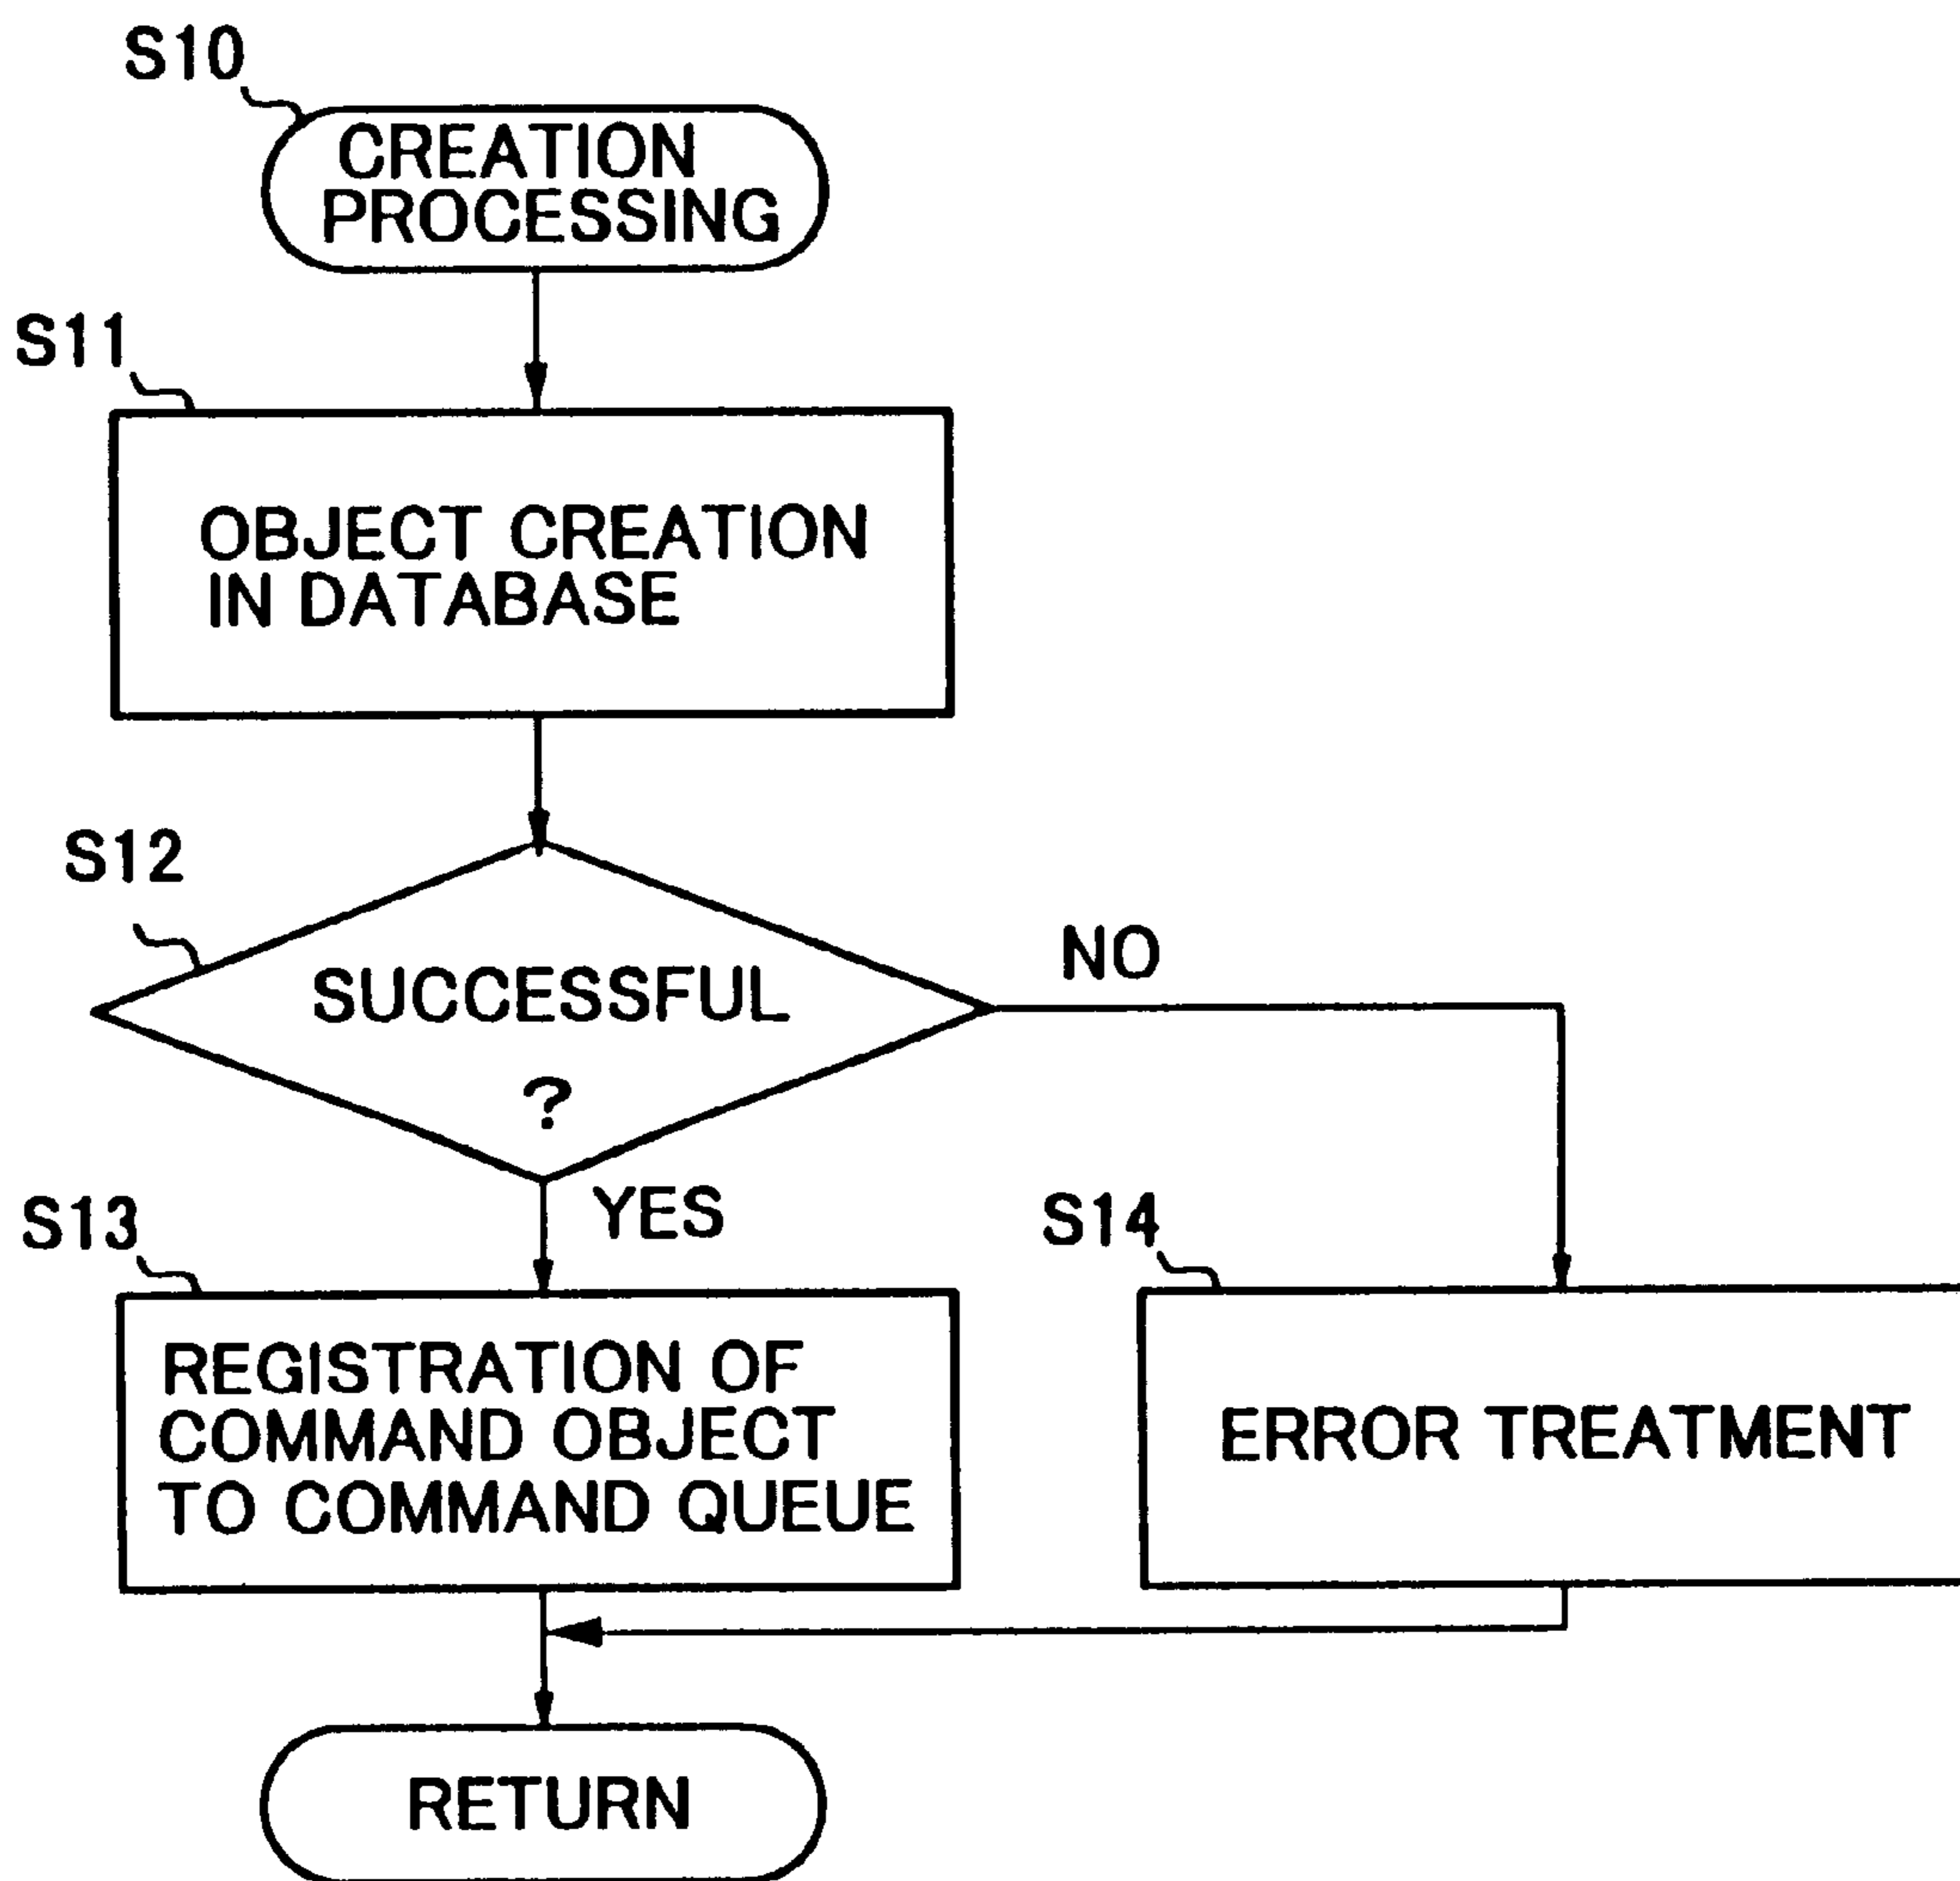 S10
CREATION
PROCESSING
S11
OBJECT CREATION
IN DATABASE
S12
SUCCESSFUL
?
NO
YES
S13
REGISTRATION OF
COMMAND OBJECT
TO COMMAND QUEUE
S14
ERROR TREATMENT
RETURN